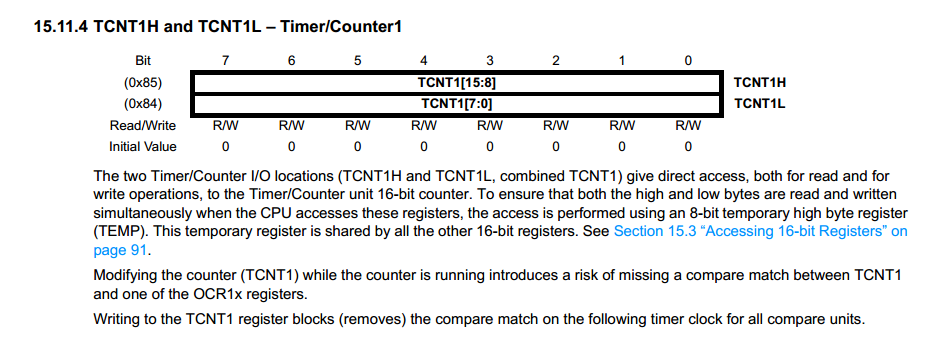 15.11.4 TCNT1H and TCNT1L – Timer/Counter1
Bit 7 6 5 4 3 2 1 0
(0x85) TCNT1[15:8] TCNT1H
(0x84) TCNT1[7:0] TCNT1L
Read/Write R/W R/W R/W R/W R/W R/W R/W R/W
Initial Value 0 0 0 0 0 0 0 0
The two Timer/Counter I/O locations (TCNT1H and TCNT1L, combined TCNT1) give direct access, both for read and for
write operations, to the Timer/Counter unit 16-bit counter. To ensure that both the high and low bytes are read and written
simultaneously when the CPU accesses these registers, the access is performed using an 8-bit temporary high byte register
(TEMP). This temporary register is shared by all the other 16-bit registers. See Section 15.3 “Accessing 16-bit Registers” on
page 91.
Modifying the counter (TCNT1) while the counter is running introduces a risk of missing a compare match between TCNT1
and one of the OCR1x registers.
Writing to the TCNT1 register blocks (removes) the compare match on the following timer clock for all compare units.